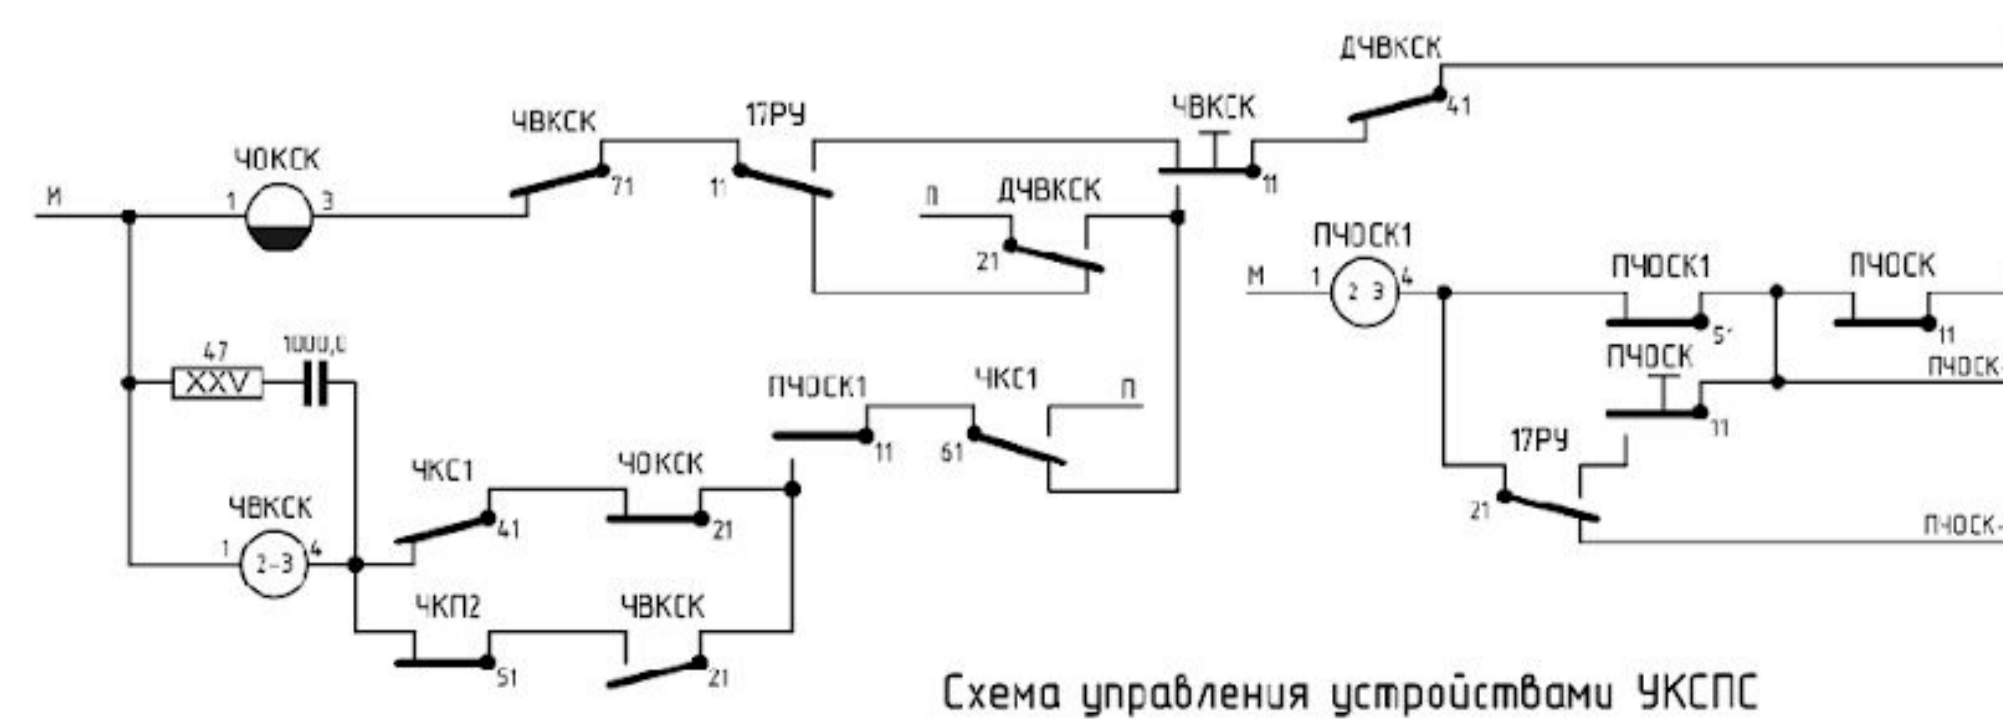 ДЧВКСК
41
ЧВКСК
11
17РУ
11
ЧВКСК
71
ЧОКСК
М 1 3
П ДЧВКСК
21
ПЧОСК1
М 1 2 3 4
ПЧОСК1
51
ПЧОСК
11
ПЧОСК
11
ПЧОСК-
17РУ
21
ПЧОСК-
47
XXV
1000,0
ПЧОСК1
11
ЧКС1
61
П
ЧКС1
41
ЧОКСК
21
ЧВКСК
1 2-3 4
ЧКП2
51
ЧВКСК
21
Схема управления устройствами УКСПС